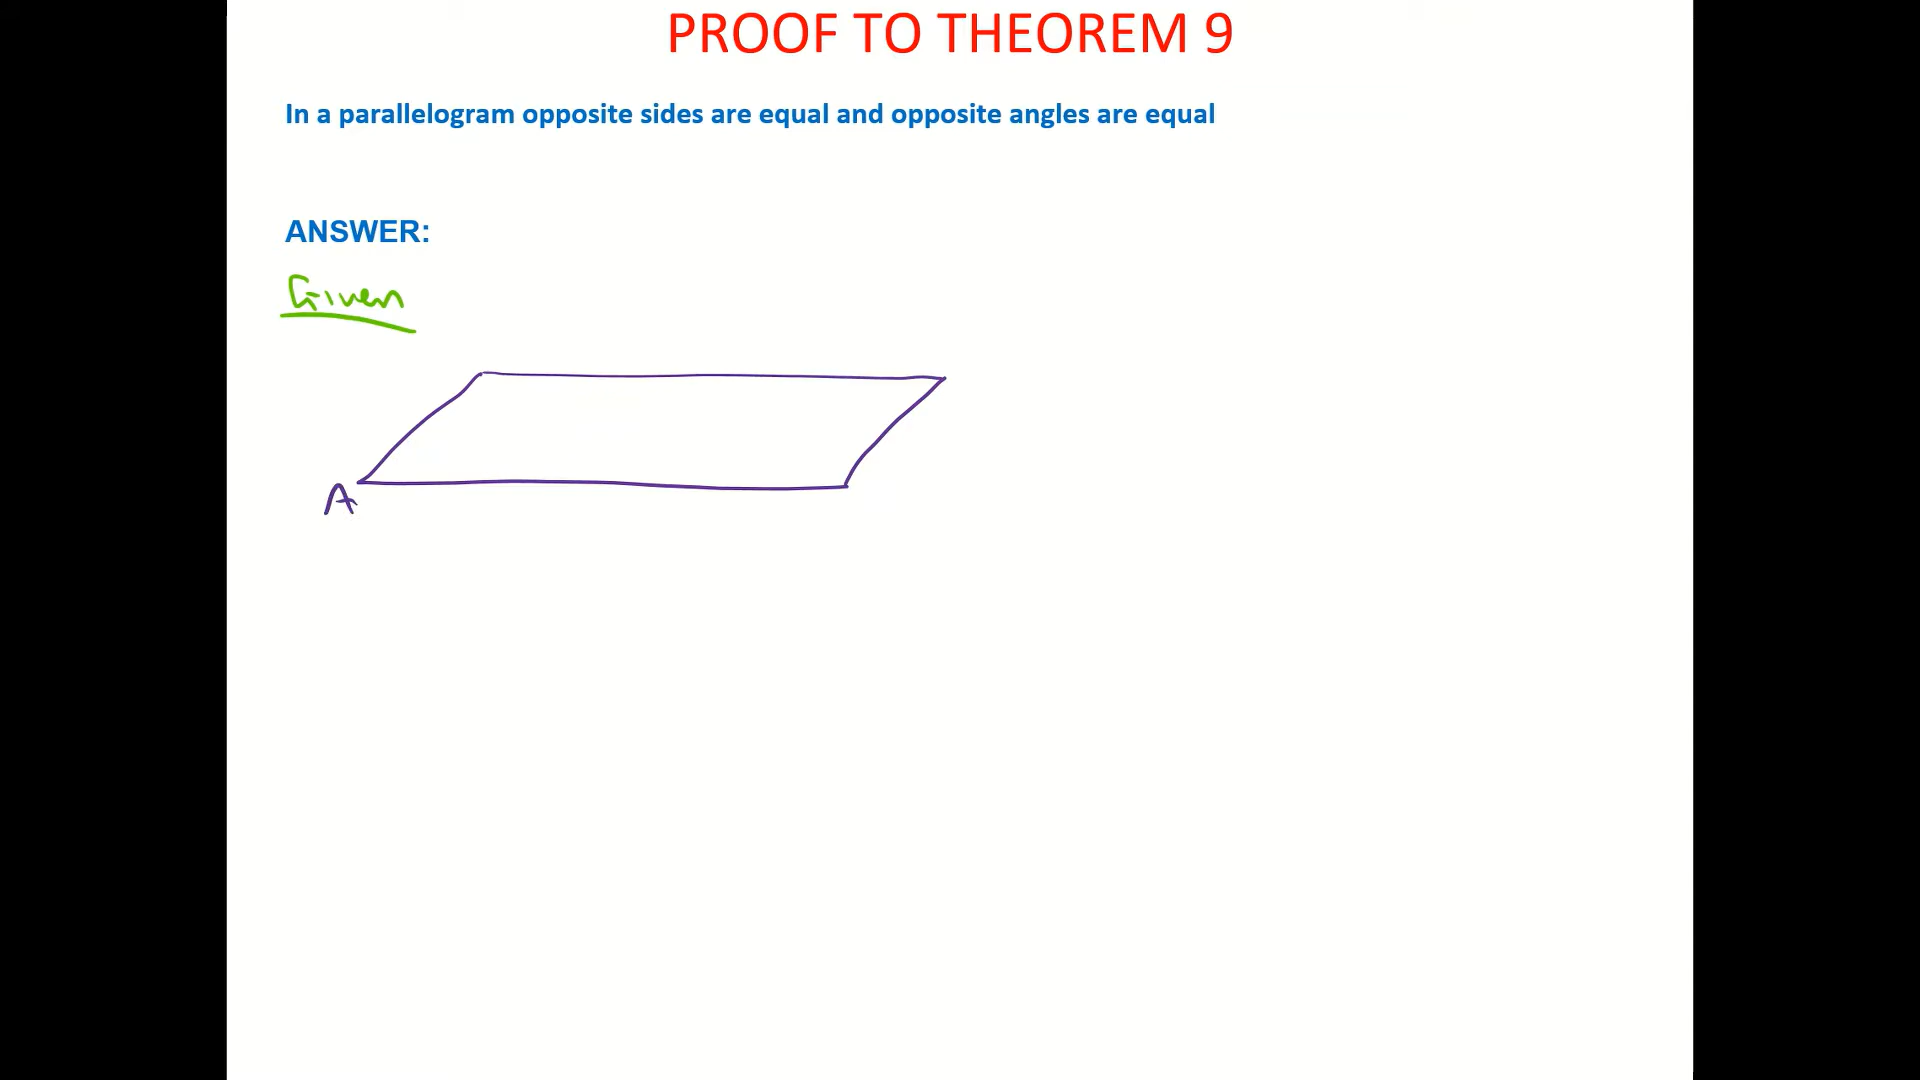 PROOF TO THEOREM 9
In a parallelogram opposite sides are equal and opposite angles are equal
ANSWER:
Given
A